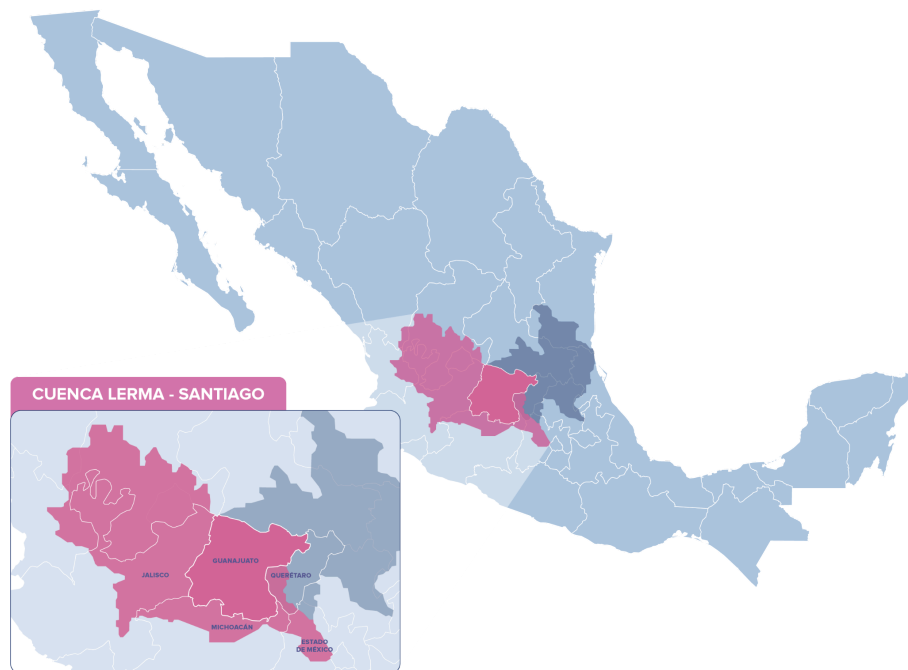 CUENCA LERMA - SANTIAGO
GUANAJUATO
JALISCO
QUERÉTARO
MICHOACÁN
ESTADO
DE MÉXICO